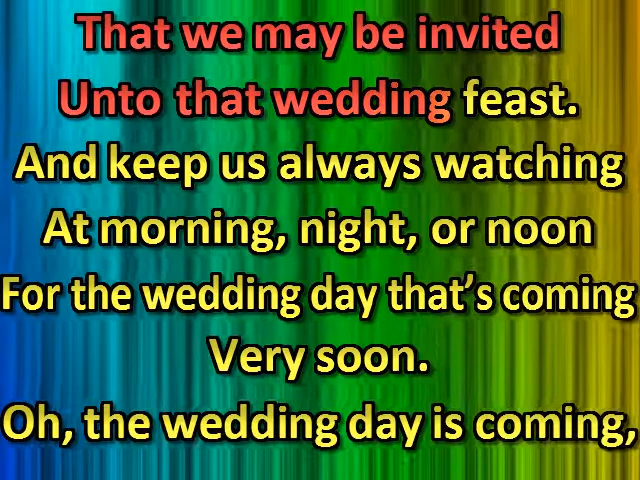 That we may be invited
Unto that wedding feast.
And keep us always watching
At morning, night, or noon
For the wedding day that’s coming
Very soon.
Oh, the wedding day is coming,